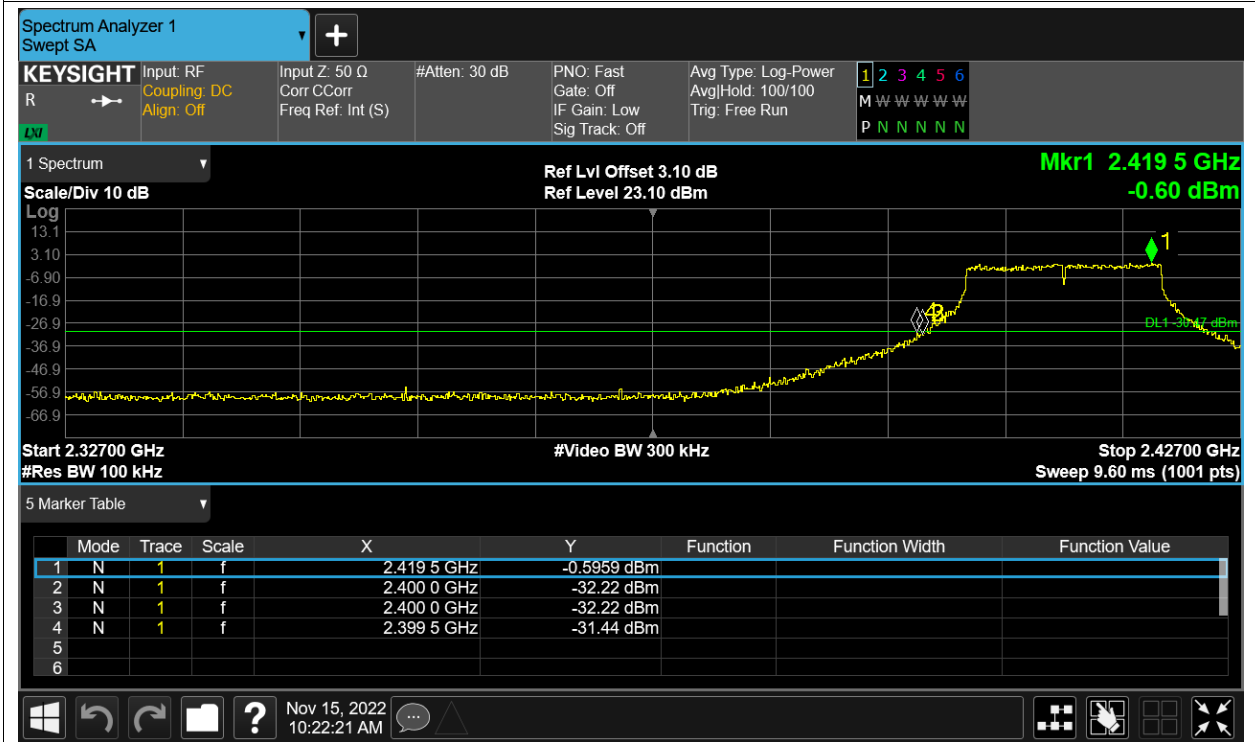 Spectrum Analyzer 1
Swept SA
+
KEYSIGHT Input: RF Input Z: 50 Ω #Atten: 30 dB PNO: Fast Avg Type: Log-Power 1 2 3 4 5 6
R Coupling: DC Corr CCorr Gate: Off Avg|Hold: 100/100 M W W W W W
Align: Off Freq Ref: Int (S) IF Gain: Low Trig: Free Run
LXI Sig Track: Off P N N N N N
1 Spectrum Ref Lvl Offset 3.10 dB Mkr1 2.419 5 GHz
Scale/Div 10 dB Ref Level 23.10 dBm -0.60 dBm
Log
13.1
3.10
-6.90
-16.9
-26.9
-36.9
-46.9
-56.9
-66.9
1
4
DL1 -30.47 dBm
Start 2.32700 GHz #Video BW 300 kHz Stop 2.42700 GHz
#Res BW 100 kHz Sweep 9.60 ms (1001 pts)
5 Marker Table
Mode Trace Scale X Y Function Function Width Function Value
1 N 1 f 2.419 5 GHz -0.5959 dBm
2 N 1 f 2.400 0 GHz -32.22 dBm
3 N 1 f 2.400 0 GHz -32.22 dBm
4 N 1 f 2.399 5 GHz -31.44 dBm
5
6
? Nov 15, 2022
10:22:21 AM